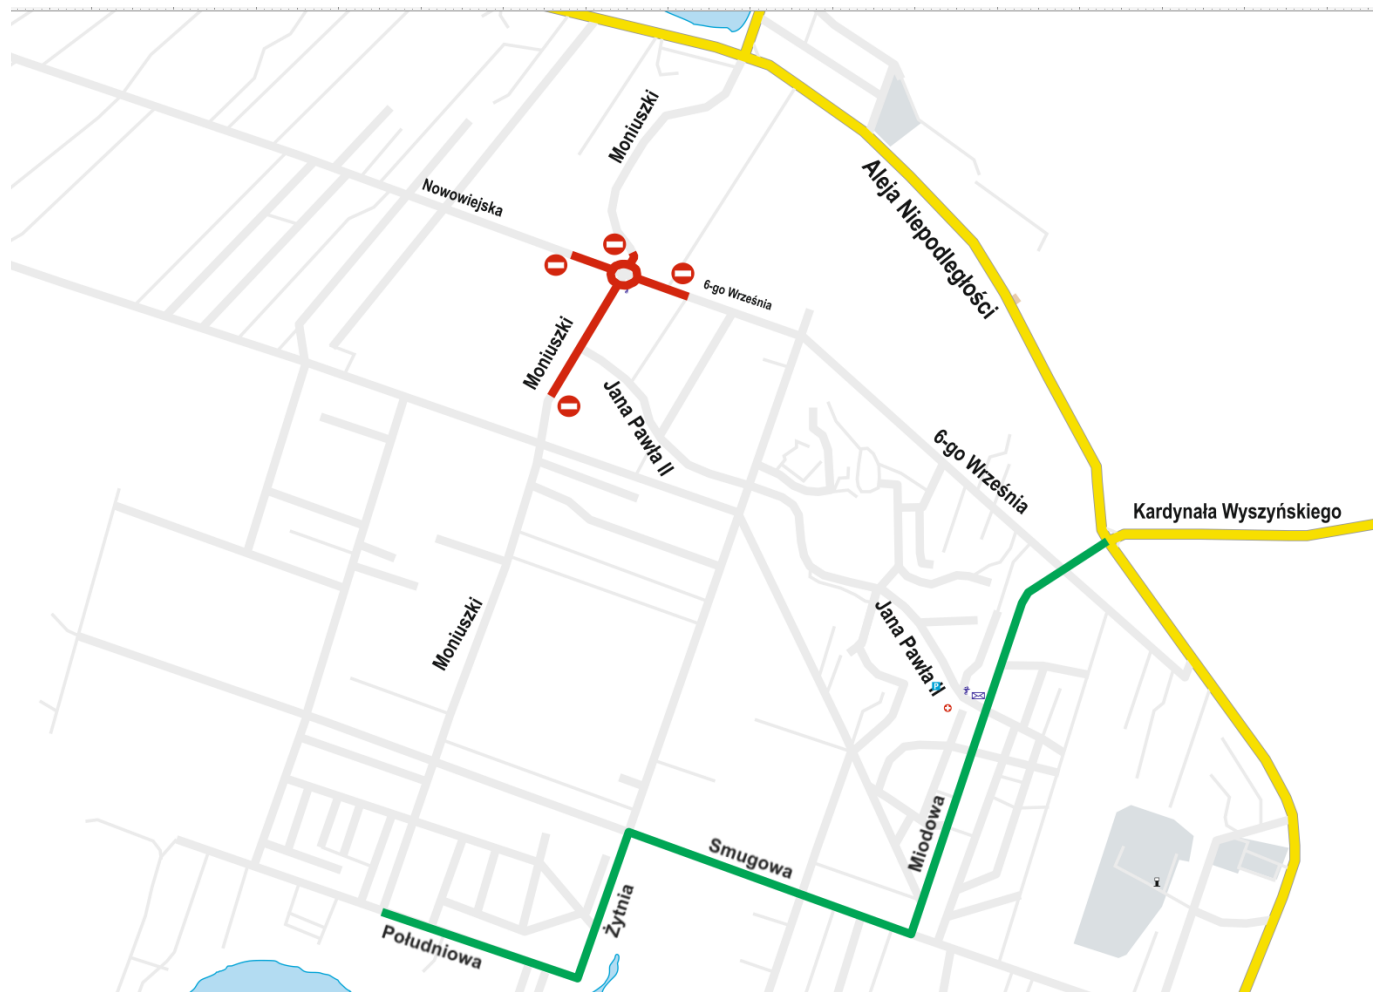 Moniuszki
Aleja Niepodległości
Nowowiejska
6-go Września
Moniuszki
Jana Pawła II
6-go Września
Kardynała Wyszyńskiego
Moniuszki
Jana Pawła II
Miodowa
Smugowa
Żytnia
Południowa